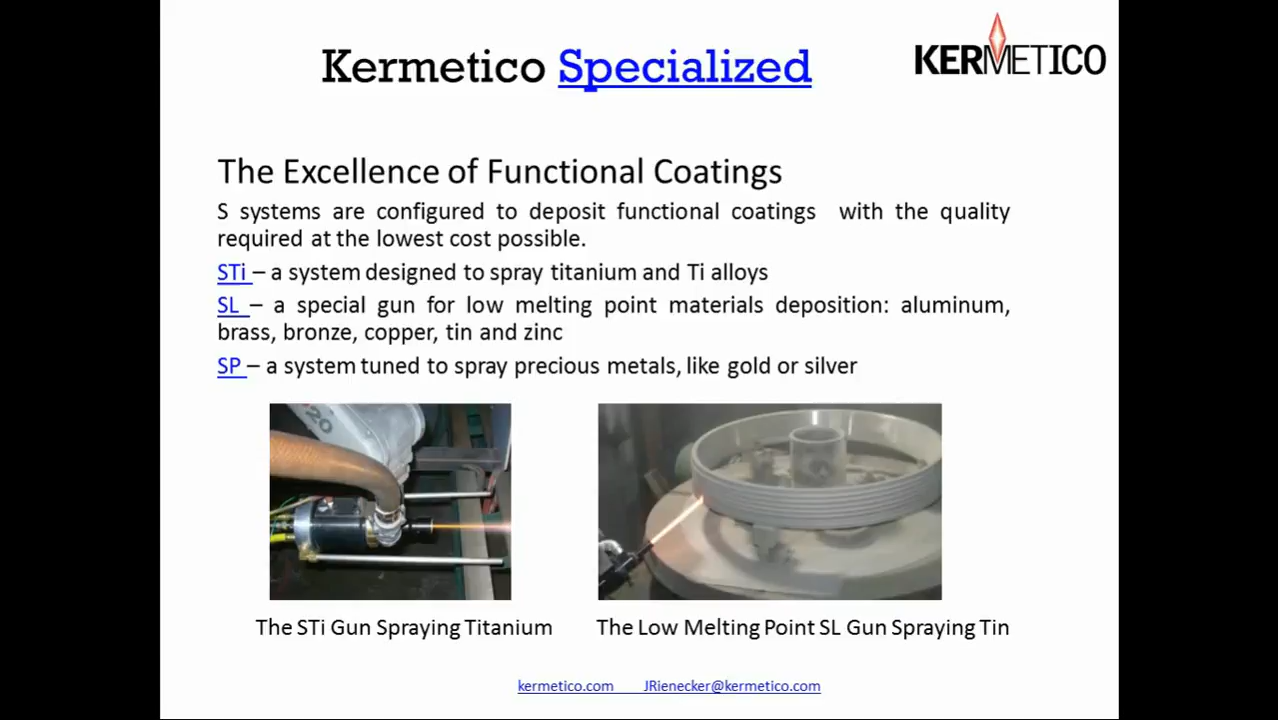 Kermetico Specialized
KERMETICO
The Excellence of Functional Coatings
S systems are configured to deposit functional coatings with the quality
required at the lowest cost possible.
STi – a system designed to spray titanium and Ti alloys
SL – a special gun for low melting point materials deposition: aluminum,
brass, bronze, copper, tin and zinc
SP – a system tuned to spray precious metals, like gold or silver
20
The STi Gun Spraying Titanium
The Low Melting Point SL Gun Spraying Tin
kermetico.com JRienecker@kermetico.com